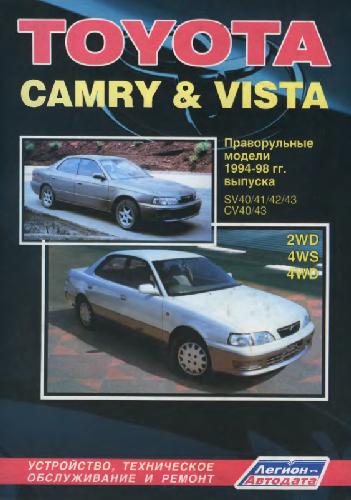 TOYOTA
CAMRY & VISTA
Праворульные
модели
1994-98 гг.
выпуска
SV40/41/42/43
CV40/43
2WD
4WS
4WD
УСТРОЙСТВО, ТЕХНИЧЕСКОЕ
ОБСЛУЖИВАНИЕ И РЕМОНТ
Легион-
Автодата